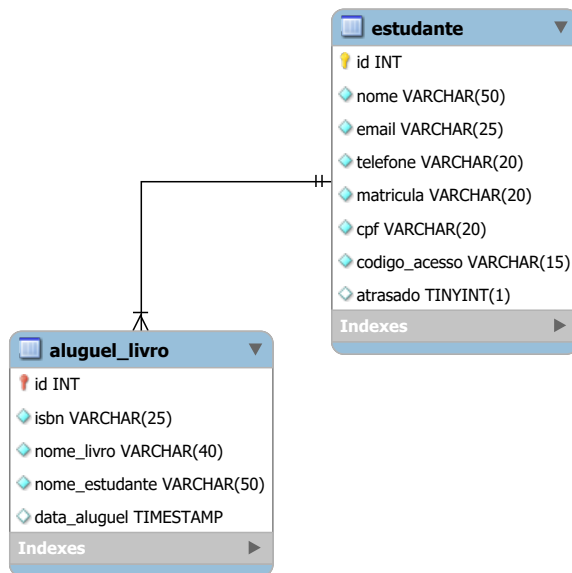 estudante
id INT
nome VARCHAR(50)
email VARCHAR(25)
telefone VARCHAR(20)
matricula VARCHAR(20)
cpf VARCHAR(20)
codigo_acesso VARCHAR(15)
atrasado TINYINT(1)
Indexes
aluguel_livro
id INT
isbn VARCHAR(25)
nome_livro VARCHAR(40)
nome_estudante VARCHAR(50)
data_aluguel TIMESTAMP
Indexes